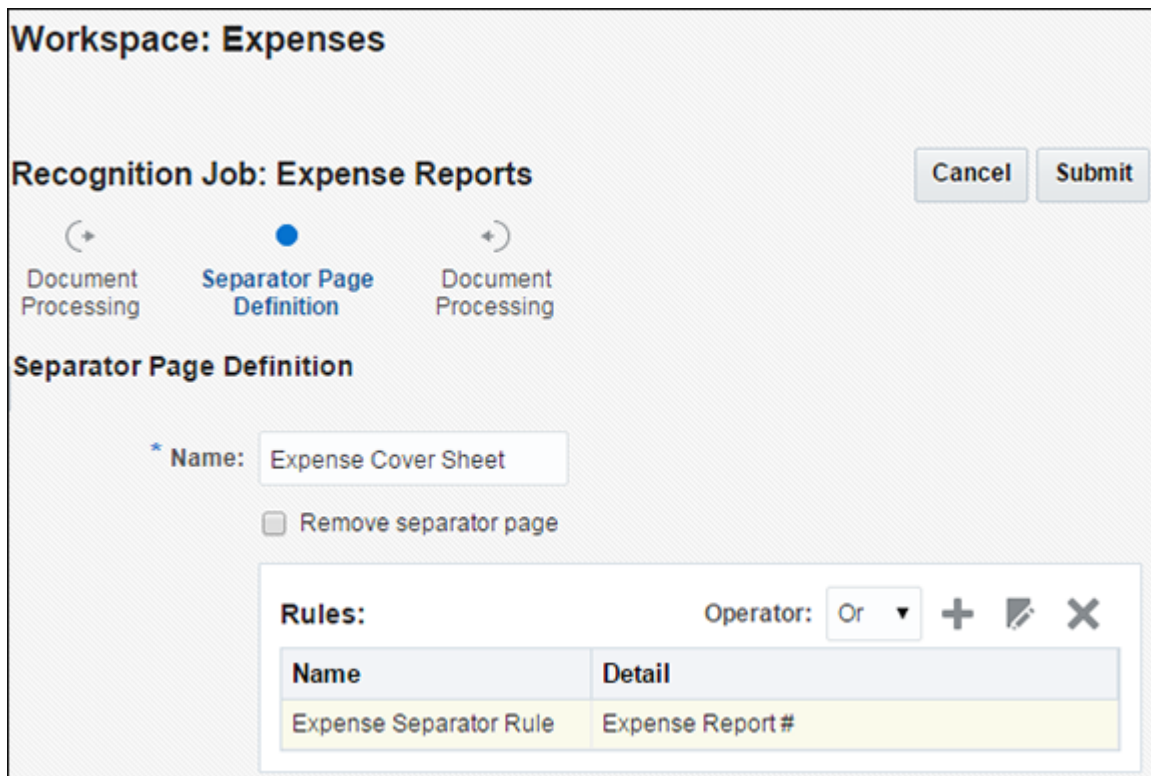 Workspace: Expenses
Recognition Job: Expense Reports
Cancel Submit
Document Processing
Separator Page Definition
Document Processing
Separator Page Definition
* Name: Expense Cover Sheet
Remove separator page
Rules: Operator: Or
Name Detail
Expense Separator Rule Expense Report #